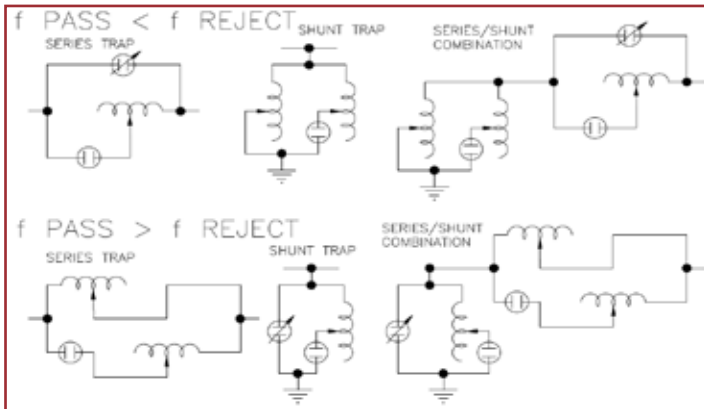 f PASS < f REJECT
SERIES TRAP
SHUNT TRAP
SERIES/SHUNT
COMBINATION
f PASS > f REJECT
SERIES TRAP
SHUNT TRAP
SERIES/SHUNT
COMBINATION